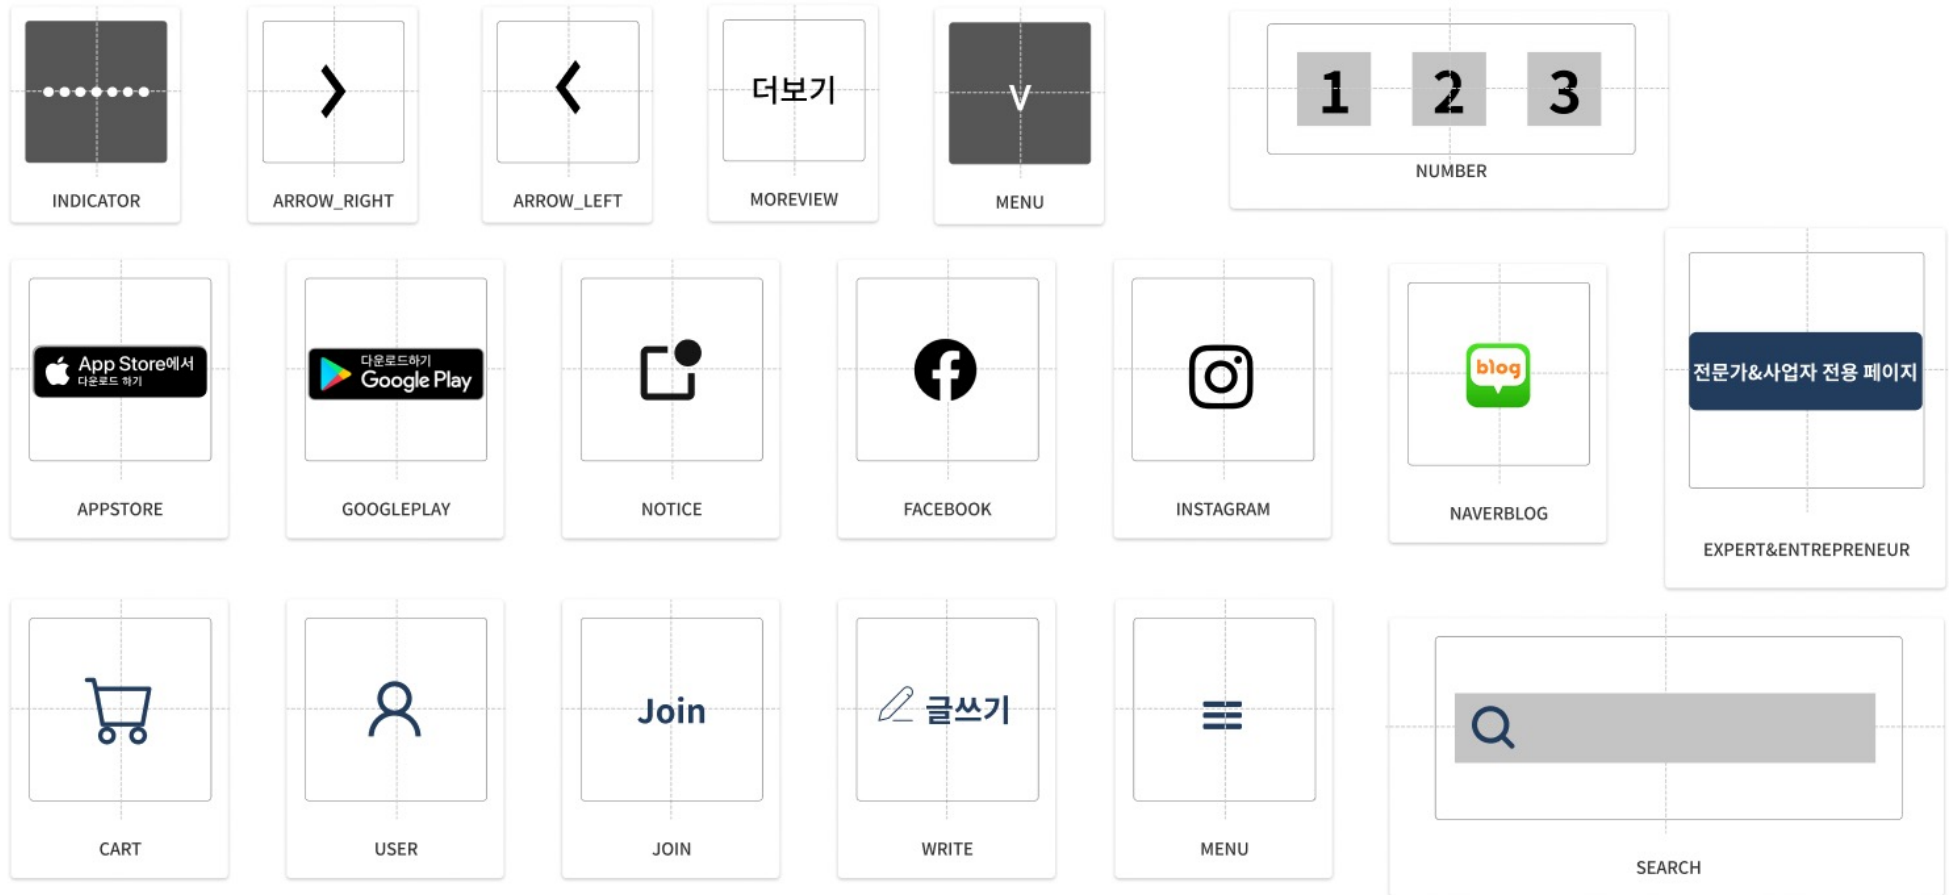 더보기
V
1 2 3
INDICATOR
ARROW_RIGHT
ARROW_LEFT
MOREVIEW
MENU
NUMBER
App Store에서
다운로드 하기
다운로드하기
Google Play
blog
전문가&사업자 전용 페이지
APPSTORE
GOOGLEPLAY
NOTICE
FACEBOOK
INSTAGRAM
NAVERBLOG
EXPERT&ENTREPRENEUR
Join
글쓰기
CART
USER
JOIN
WRITE
MENU
SEARCH